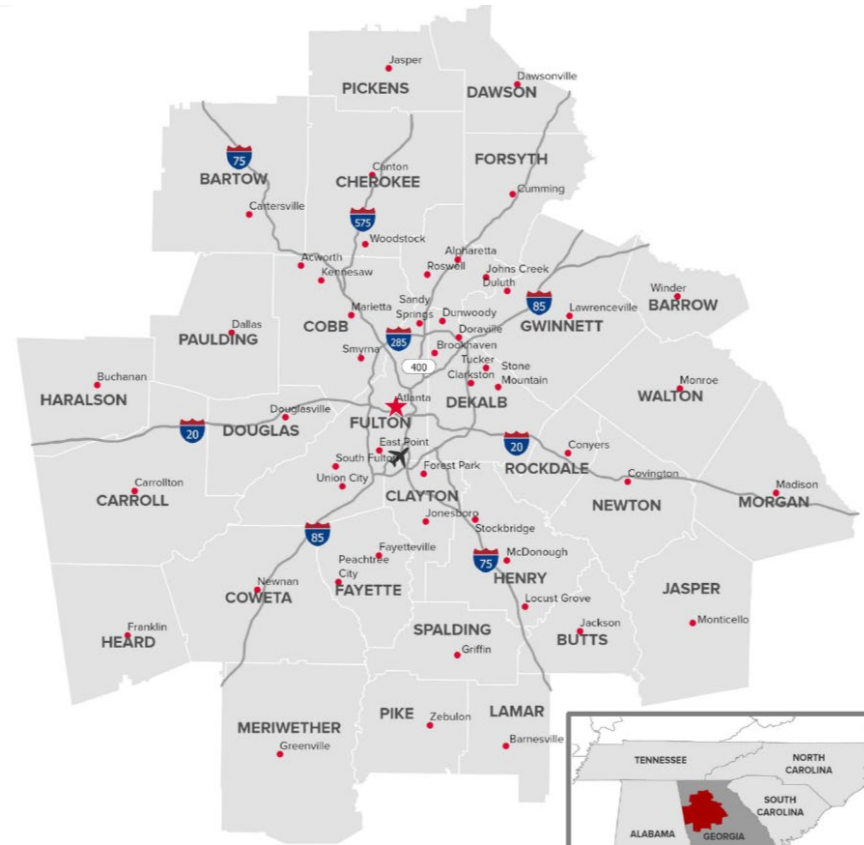 Jasper
PICKENS
Dawsonville
DAWSON
75
BARTOW
Cartersville
Canton
CHEROKEE
575
Woodstock
FORSYTH
Cumming
Acworth
Kennesaw
Alpharetta
Roswell
Johns Creek
Duluth
Marietta
COBB
Sandy
Springs
Dunwoody
Doraville
85
GWINNETT
Lawrenceville
Winder
BARROW
Dallas
PAULDING
Smyrna
285
Brookhaven
400
Tucker
Clarkston
Stone
Mountain
DEKALB
Buchanan
HARALSON
Monroe
WALTON
Atlanta
FULTON
Douglasville
DOUGLAS
20
East Point
South Fulton
Union City
Forest Park
CLAYTON
20
Conyers
ROCKDALE
Covington
NEWTON
Madison
MORGAN
Carrollton
CARROLL
85
Jonesboro
Stockbridge
Fayetteville
Peachtree
City
FAYETTE
75
McDonough
HENRY
Locust Grove
Newnan
COWETA
Franklin
HEARD
SPALDING
Griffin
Jackson
BUTTS
JASPER
Monticello
MERIWETHER
Greenville
PIKE
Zebulon
LAMAR
Barnesville
TENNESSEE
NORTH
CAROLINA
SOUTH
CAROLINA
ALABAMA
GEORGIA